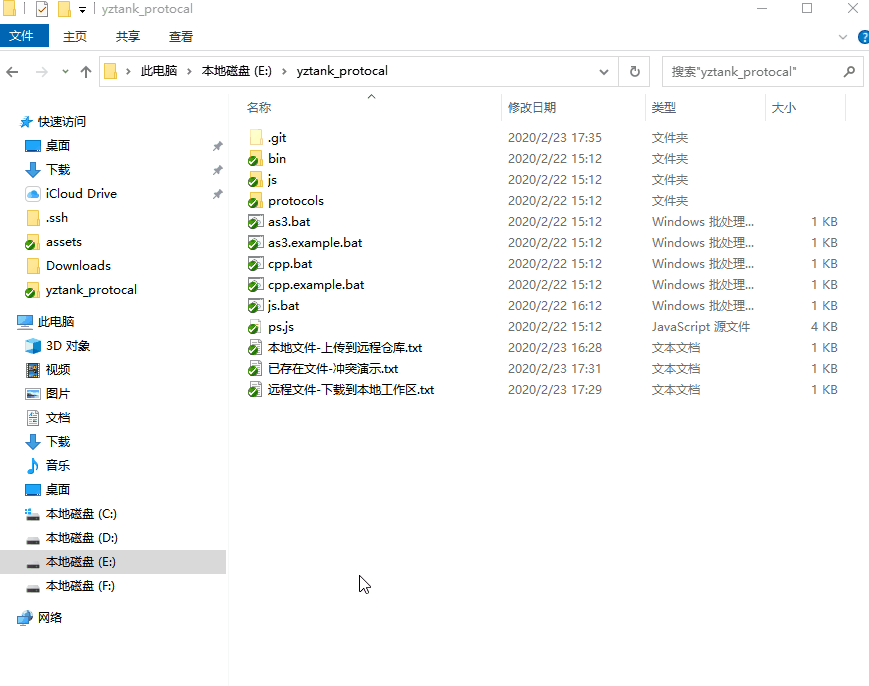 yztank_protocal
文件 主页 共享 查看
此电脑 本地磁盘 (E:) yztank_protocal
搜索"yztank_protocal"
名称 修改日期 类型 大小
快速访问
桌面
下载
iCloud Drive
.ssh
assets
Downloads
yztank_protocal
此电脑
3D 对象
视频
图片
文档
下载
音乐
桌面
本地磁盘 (C:)
本地磁盘 (D:)
本地磁盘 (E:)
本地磁盘 (F:)
网络
.git 2020/2/23 17:35 文件夹
bin 2020/2/22 15:12 文件夹
js 2020/2/22 15:12 文件夹
protocols 2020/2/22 15:12 文件夹
as3.bat 2020/2/22 15:12 Windows 批处理... 1 KB
as3.example.bat 2020/2/22 15:12 Windows 批处理... 1 KB
cpp.bat 2020/2/22 15:12 Windows 批处理... 1 KB
cpp.example.bat 2020/2/22 15:12 Windows 批处理... 1 KB
js.bat 2020/2/22 16:12 Windows 批处理... 1 KB
ps.js 2020/2/22 15:12 JavaScript 源文件 4 KB
本地文件-上传到远程仓库.txt 2020/2/23 16:28 文本文档 1 KB
已存在文件-冲突演示.txt 2020/2/23 17:31 文本文档 1 KB
远程文件-下载到本地工作区.txt 2020/2/23 17:29 文本文档 1 KB